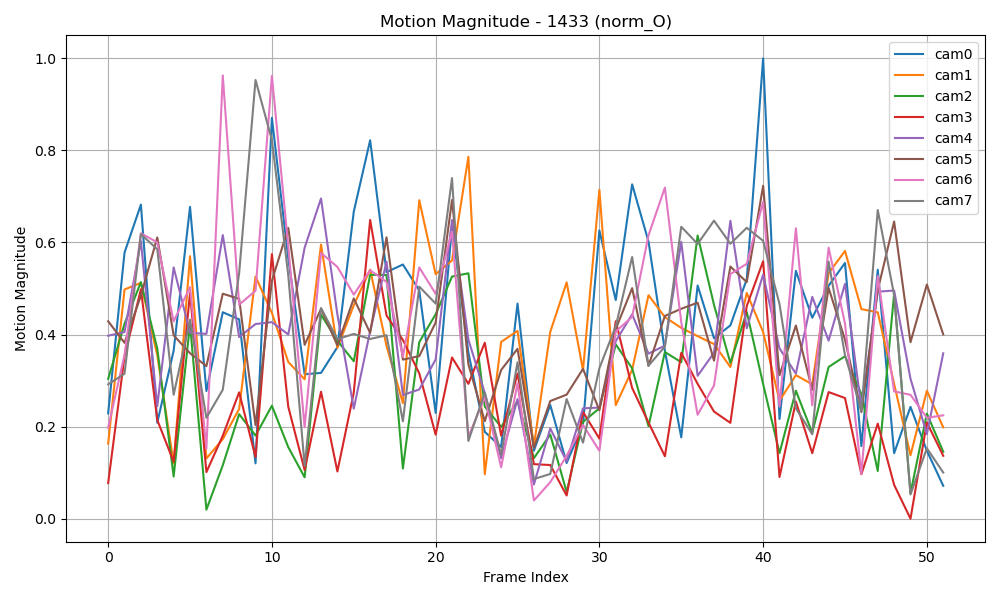 Motion Magnitude - 1433 (norm_O)
Motion Magnitude
1.0
0.8
0.6
0.4
0.2
0.0
0
10
20
30
40
50
Frame Index
cam0
cam1
cam2
cam3
cam4
cam5
cam6
cam7